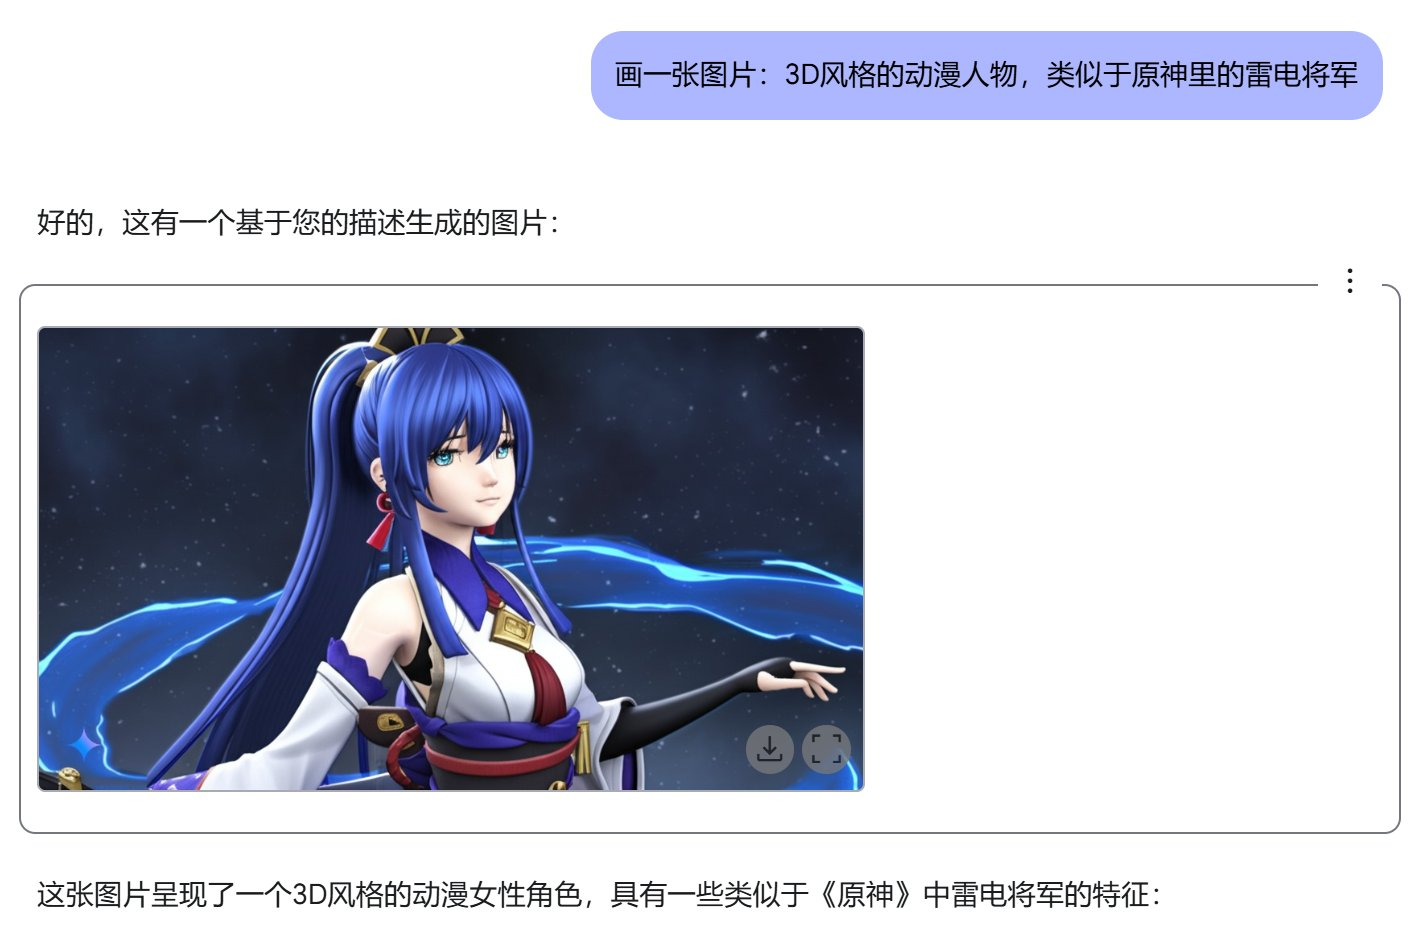 画一张图片：3D风格的动漫人物，类似于原神里的雷电将军
好的，这有一个基于您的描述生成的图片：
这张图片呈现了一个3D风格的动漫女性角色，具有一些类似于《原神》中雷电将军的特征：